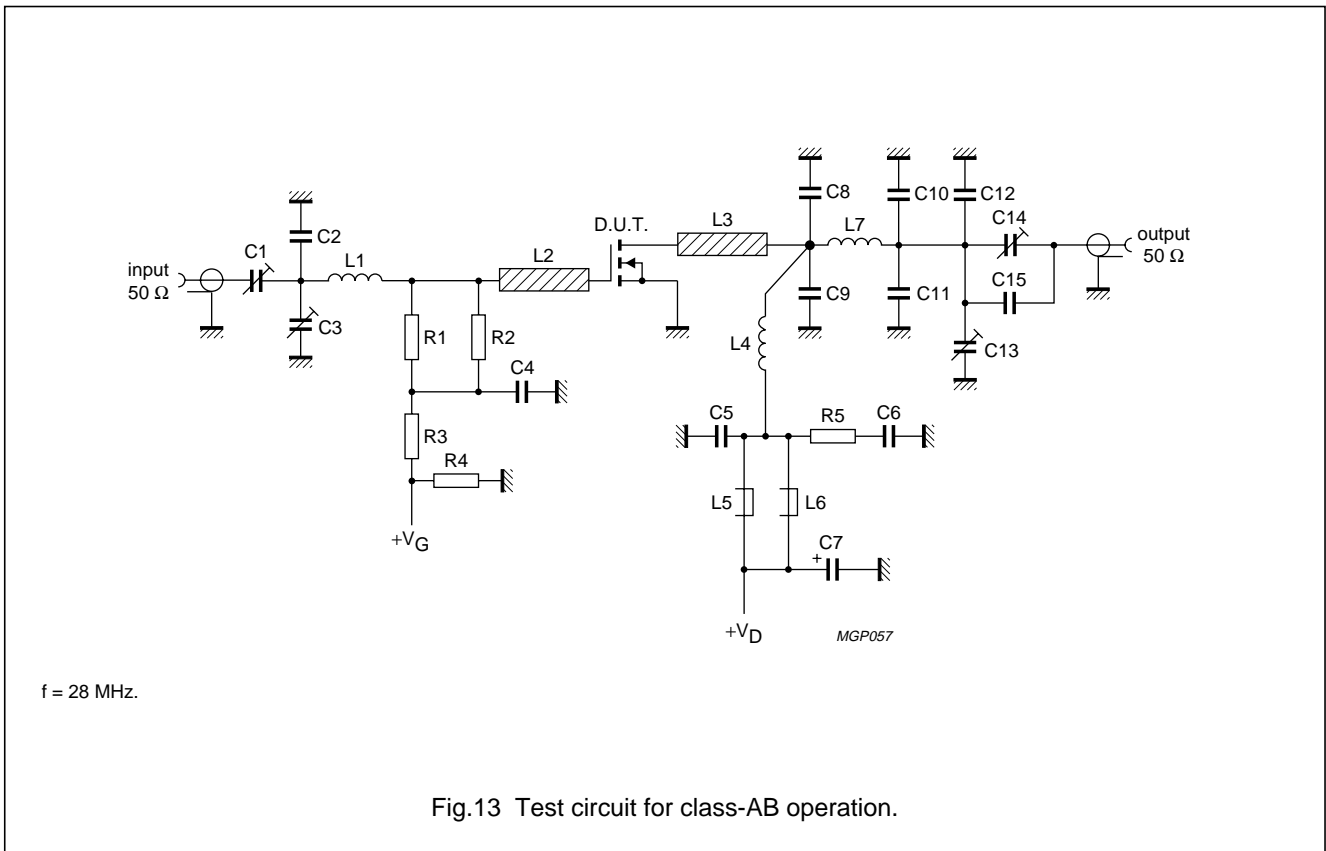 C8
C10
C12
C2
D.U.T.
L3
L7
C14
C1
L1
L2
input
50 Ω
output
50 Ω
C15
C3
C9
C11
R1
R2
L4
C13
C4
R3
C5
R5
C6
R4
L5
L6
+VG
C7
+
+VD
MGP057
f = 28 MHz.
Fig.13 Test circuit for class-AB operation.